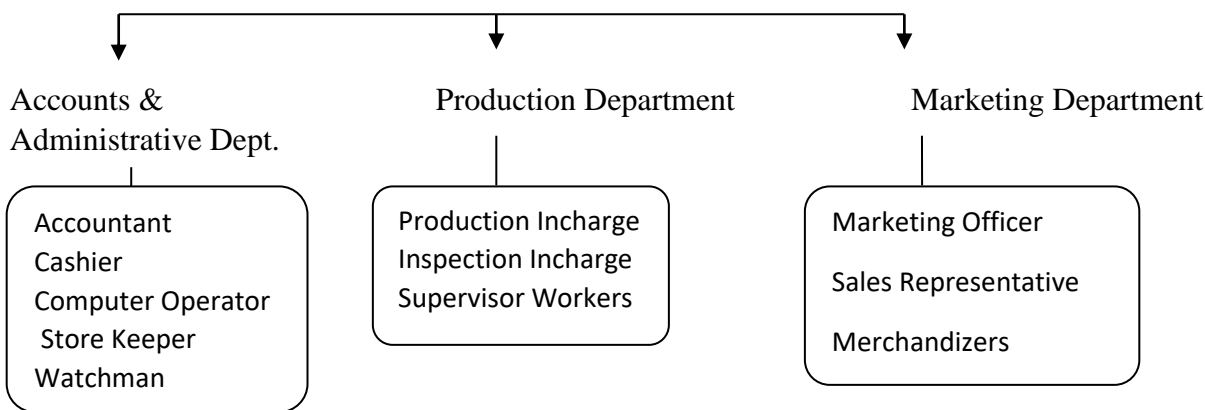 Accounts &
Administrative Dept.
Production Department
Marketing Department
Accountant
Cashier
Computer Operator
Store Keeper
Watchman
Production Incharge
Inspection Incharge
Supervisor Workers
Marketing Officer
Sales Representative
Merchandizers